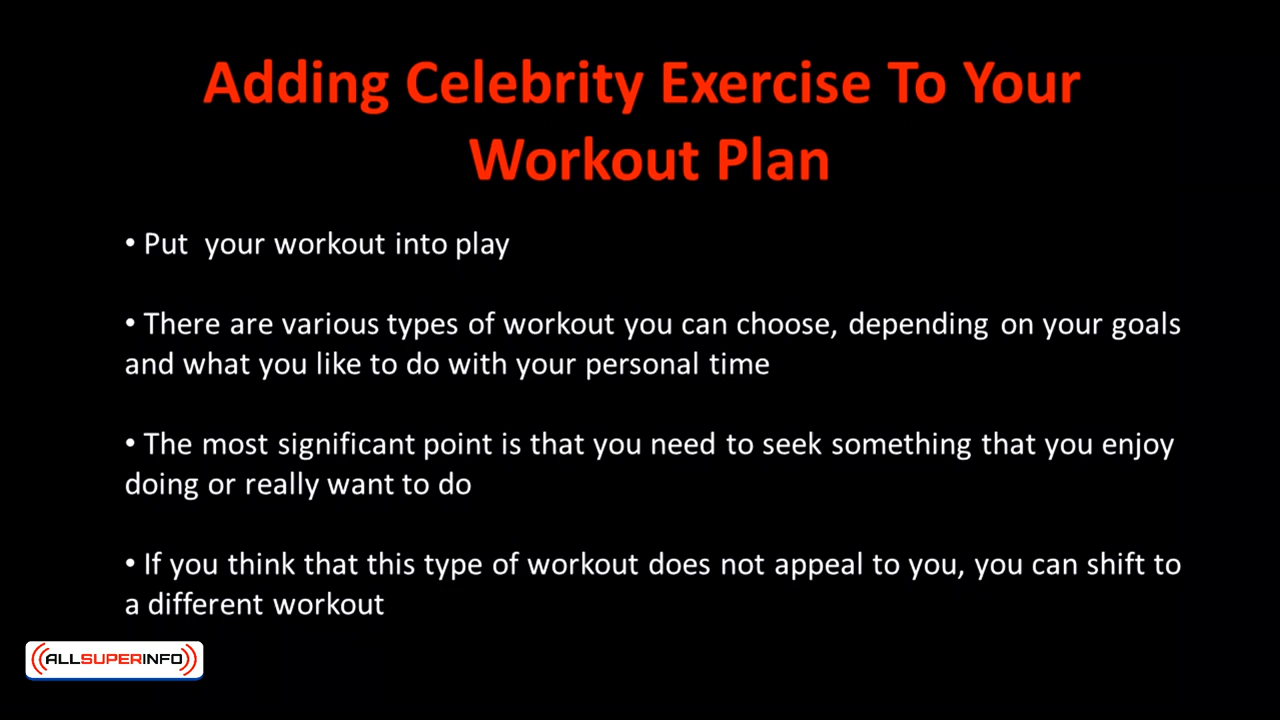 Adding Celebrity Exercise To Your
Workout Plan
• Put  your workout into play
• There are various types of workout you can choose, depending on your goals
and what you like to do with your personal time
• The most significant point is that you need to seek something that you enjoy
doing or really want to do
• If you think that this type of workout does not appeal to you, you can shift to
a different workout
ALLSUPERINFO